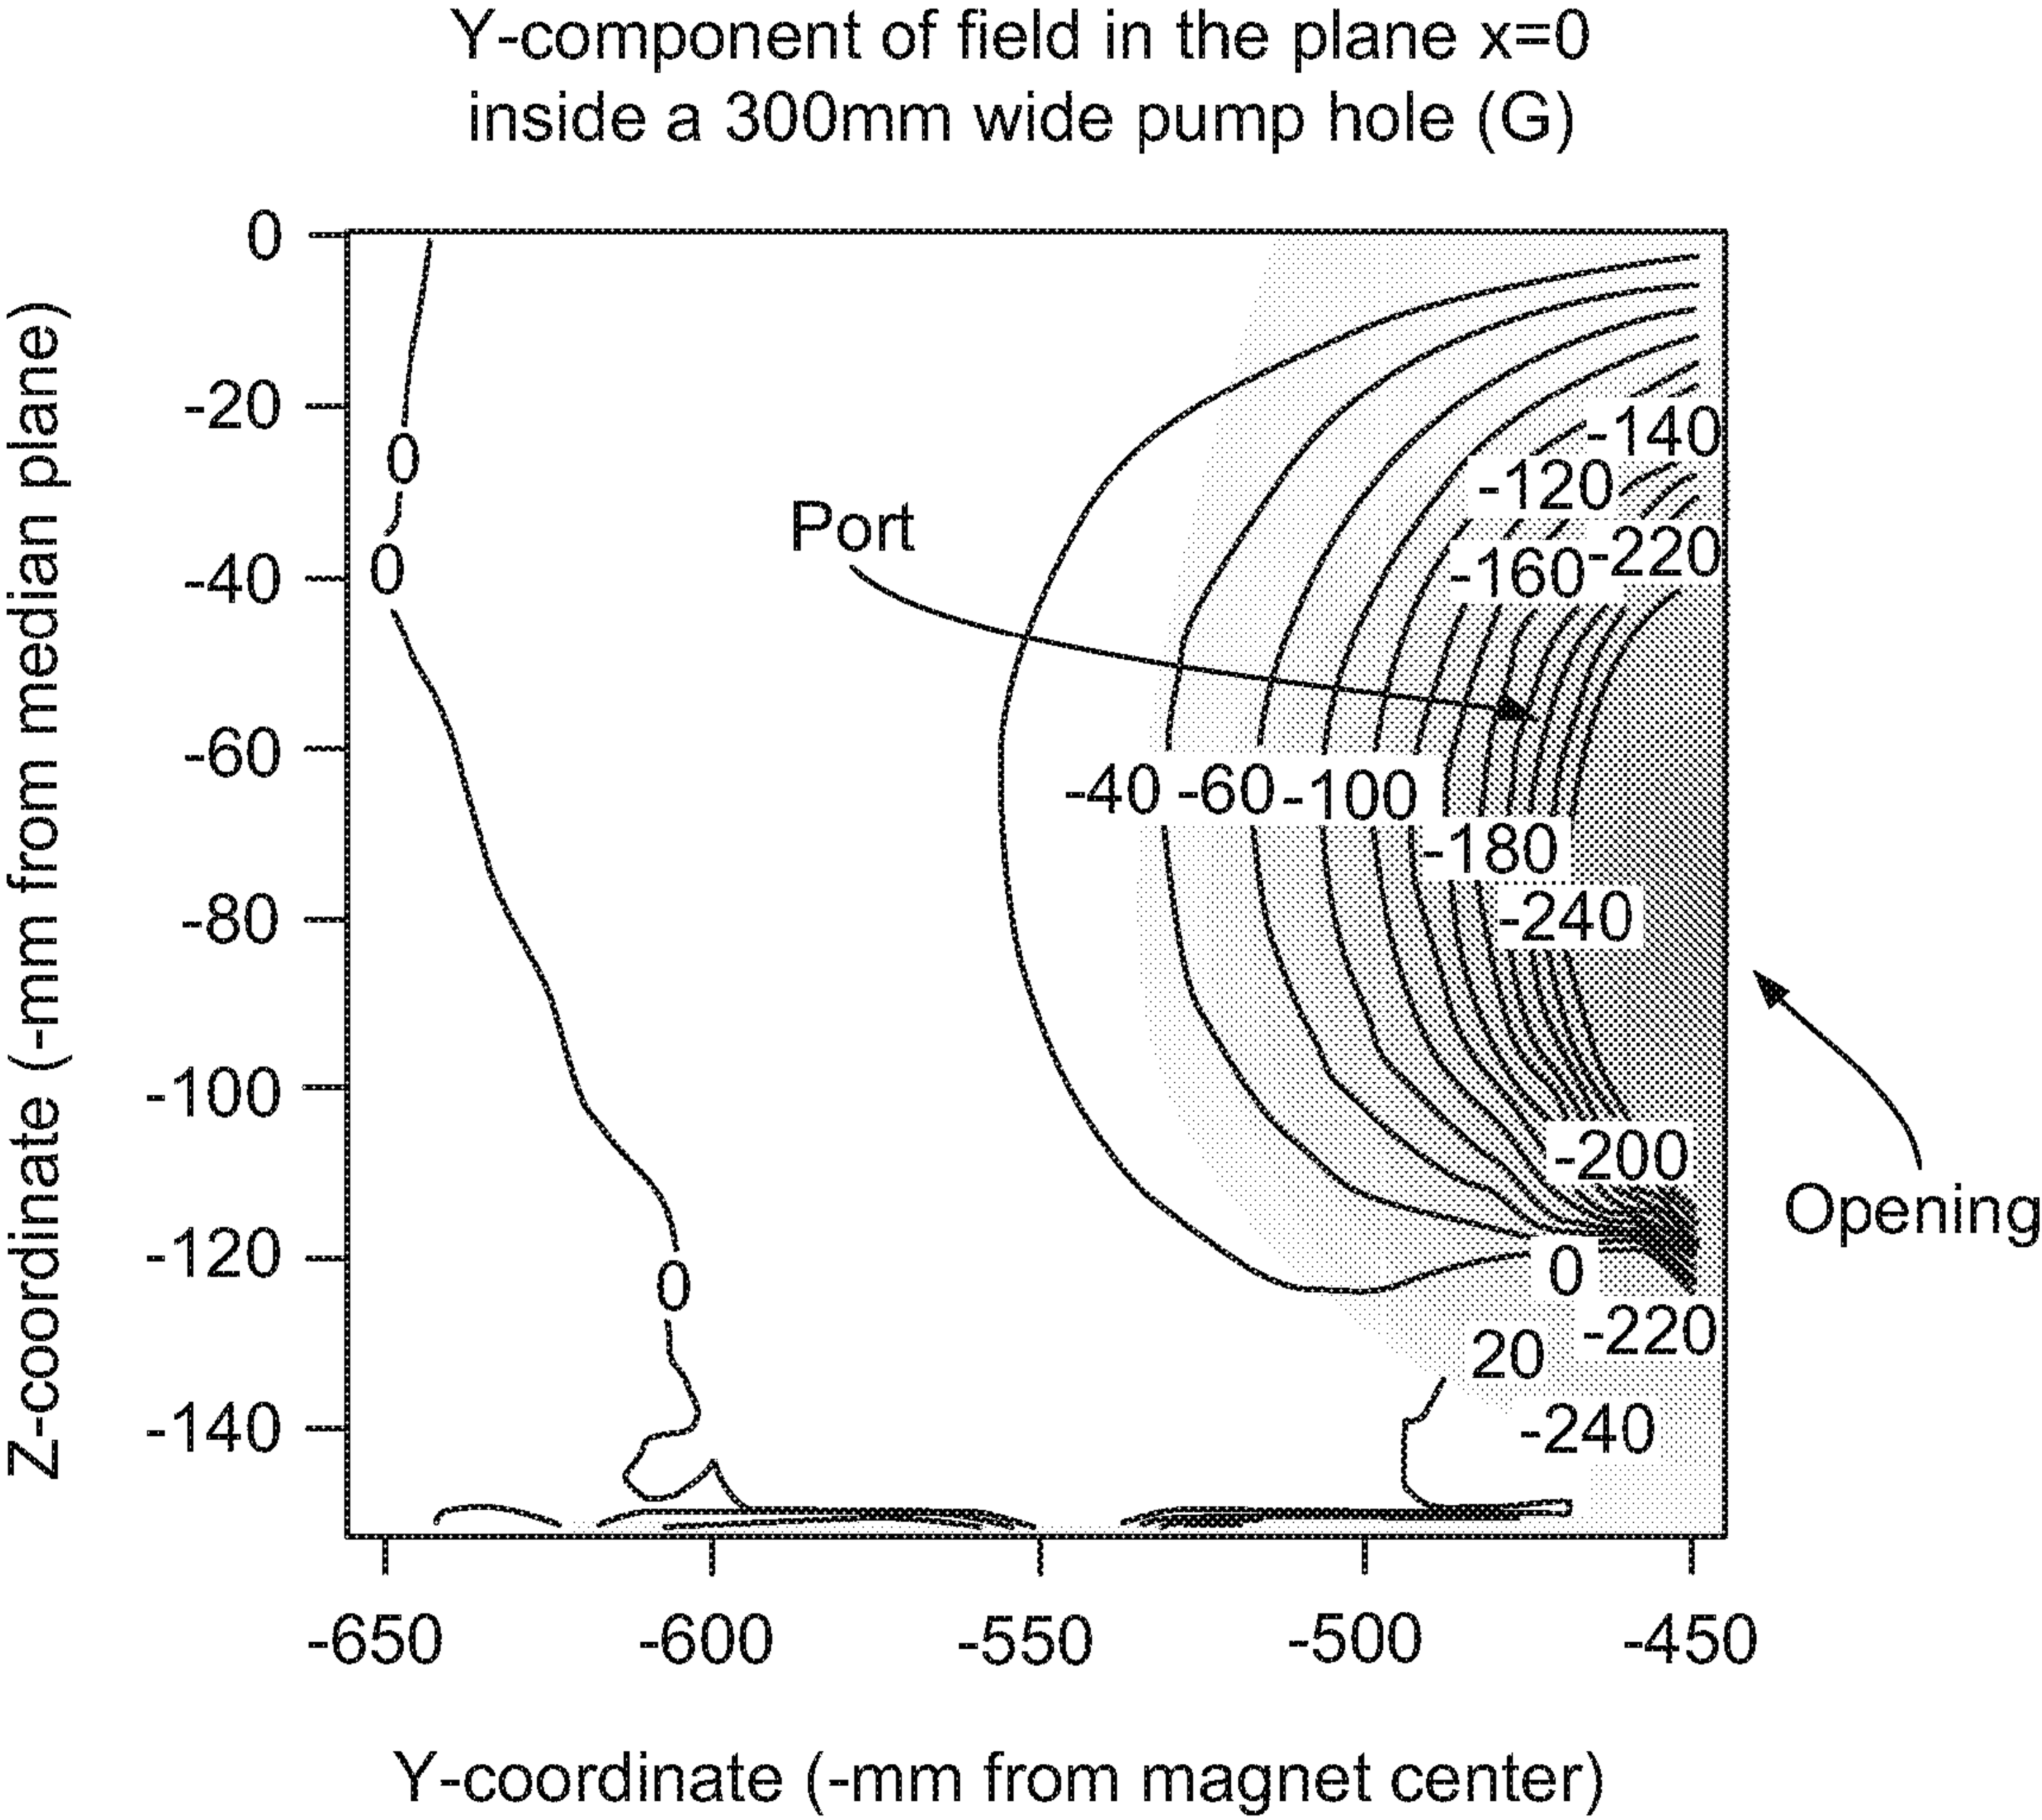 Y-component of field in the plane x=0
inside a 300mm wide pump hole (G)
Z-coordinate (-mm from median plane)
0
-20
-40
-60
-80
-100
-120
-140
0
0
0
Port
-140
-120
-220
-160
-40 -60 -100
-180
-240
-200
Opening
0
-220
20
-240
-650 -600 -550 -500 -450
Y-coordinate (-mm from magnet center)